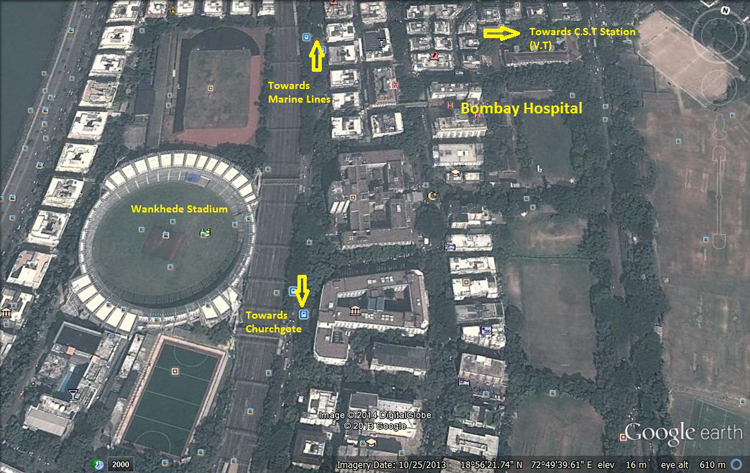 N
Towards C.S.T Station
(V.T)
Towards
Marine Lines
Bombay Hospital
H
Wankhede Stadium
Towards
Churchgate
Image © 2014 DigitalGlobe
© 2013 Google
Google earth
2000
Imagery Date: 10/25/2013 18°56'21.74" N 72°49'39.61" E elev 16 m eye alt 610 m